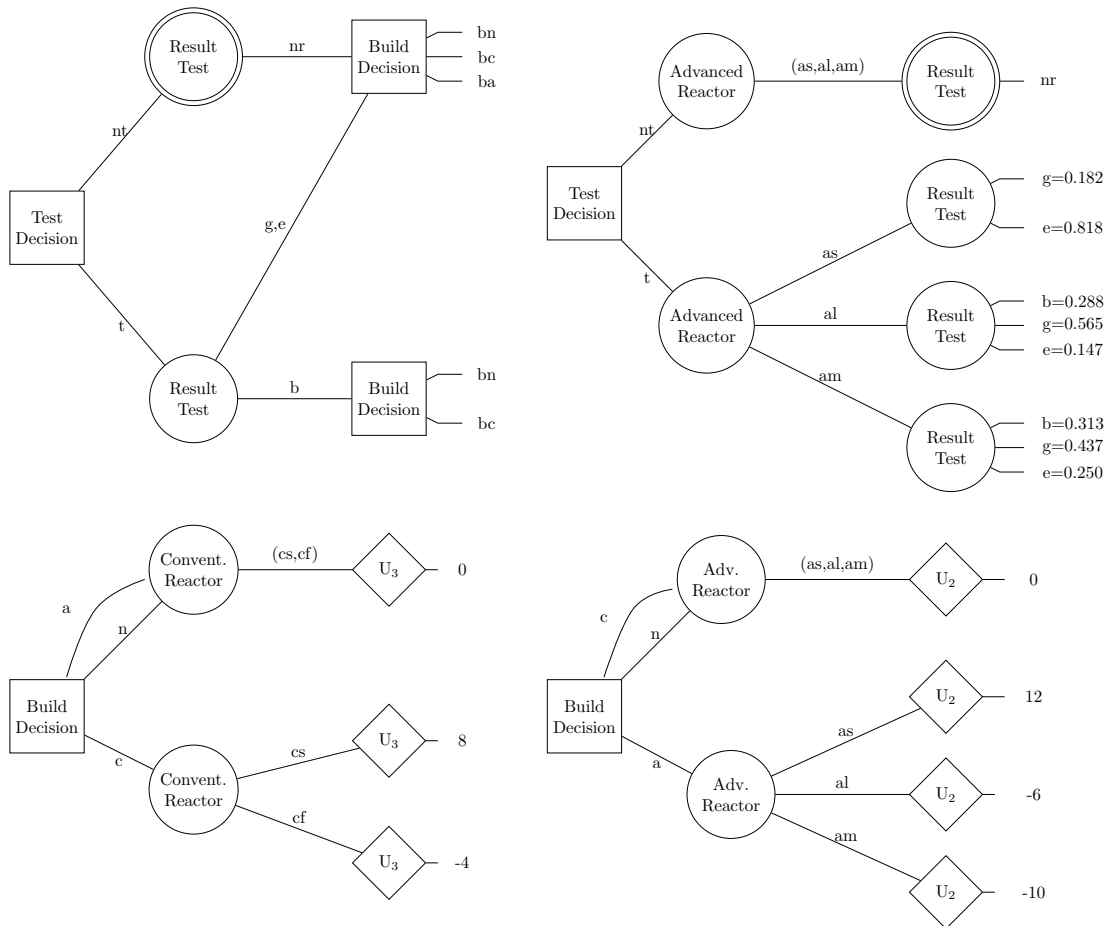 Result
Test
nr
Build
Decision
bn
bc
ba
nt
Test
Decision
g,e
t
Result
Test
b
Build
Decision
bn
bc
Advanced
Reactor
(as,al,am)
Result
Test
nr
nt
Test
Decision
Result
Test
g=0.182
e=0.818
as
t
Advanced
Reactor
al
Result
Test
b=0.288
g=0.565
e=0.147
am
Result
Test
b=0.313
g=0.437
e=0.250
Convent.
Reactor
(cs,cf)
U3
0
a
n
Build
Decision
c
Convent.
Reactor
cs
U3
8
cf
U3
-4
Adv.
Reactor
(as,al,am)
U2
0
c
n
Build
Decision
a
Adv.
Reactor
as
U2
12
al
U2
-6
am
U2
-10